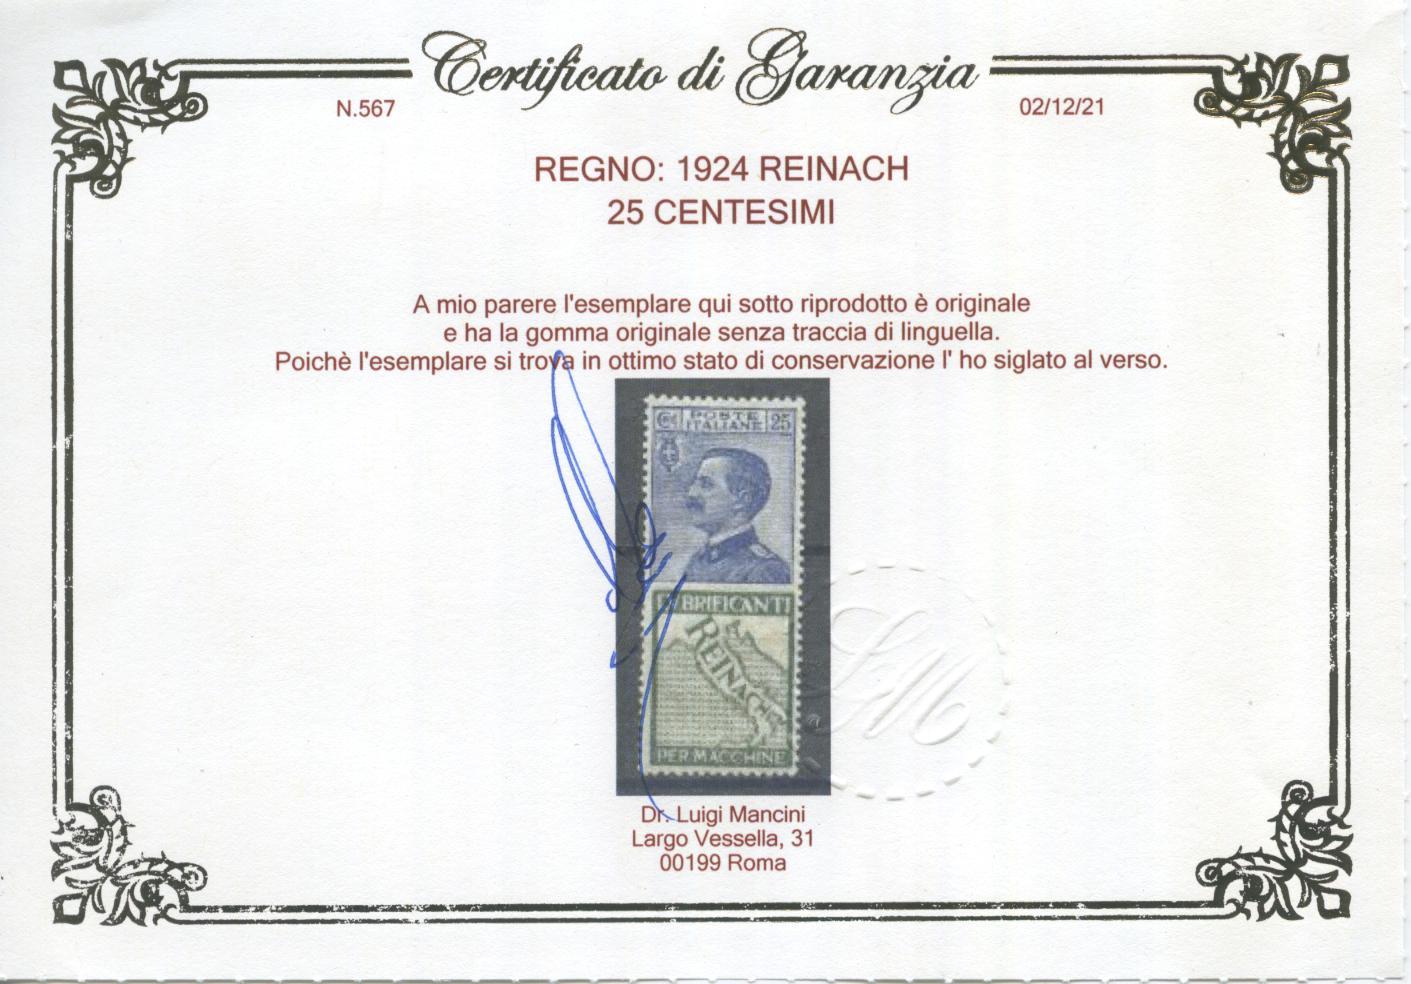 Certificato di Garanzia
N.567
02/12/21
REGNO: 1924 REINACH
25 CENTESIMI
A mio parere l'esemplare qui sotto riprodotto è originale
e ha la gomma originale senza traccia di linguella.
Poichè l'esemplare si trova in ottimo stato di conservazione l' ho siglato al verso.
POSTE
ITALIANE
25
BRIFICANTI
REINACH
PER MACCHINE
LM
Dr. Luigi Mancini
Largo Vessella, 31
00199 Roma